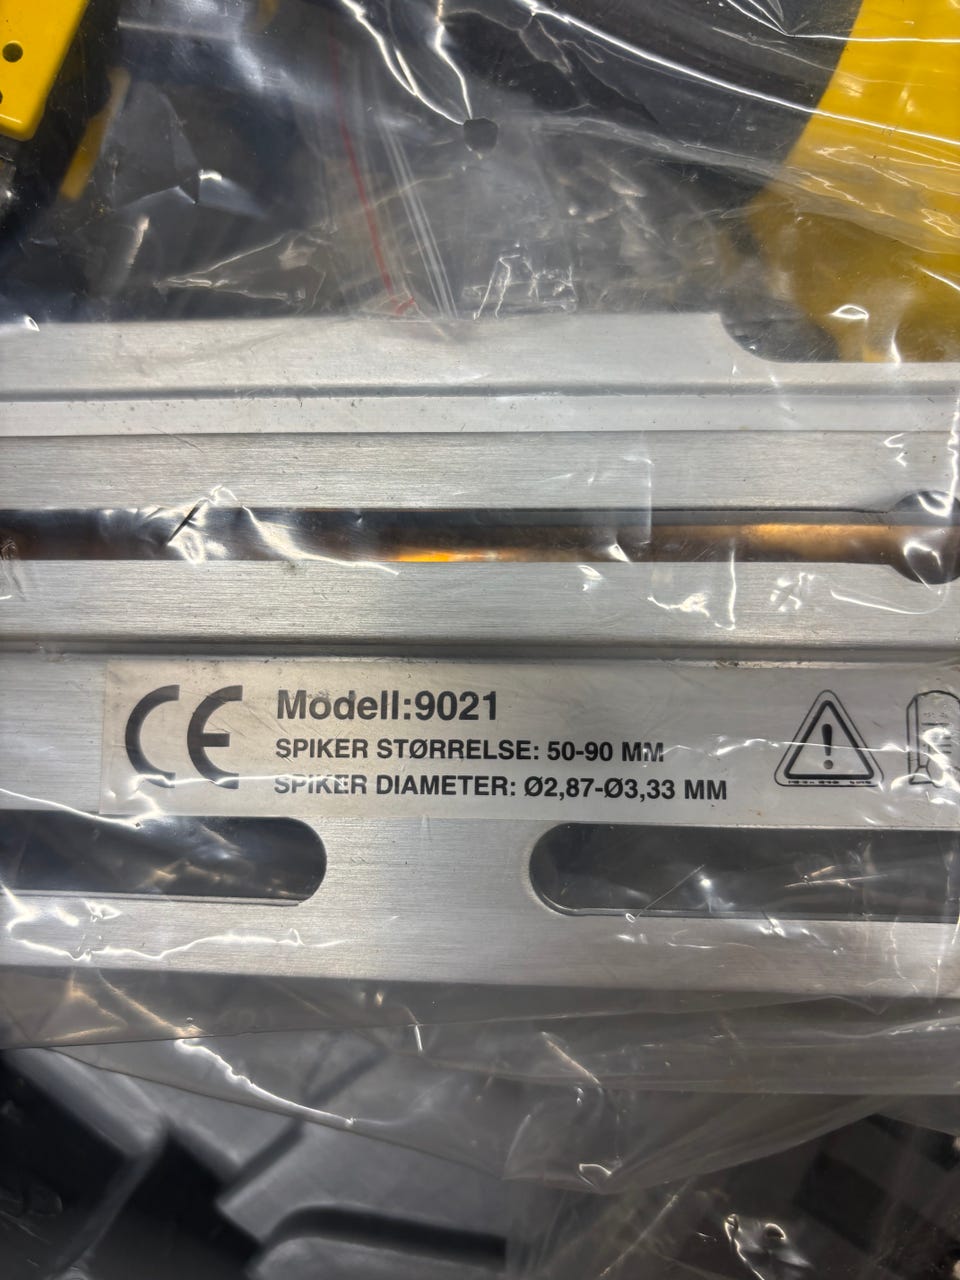 CE
Modell:9021
SPIKER STØRRELSE: 50-90 MM
SPIKER DIAMETER: Ø2,87-Ø3,33 MM